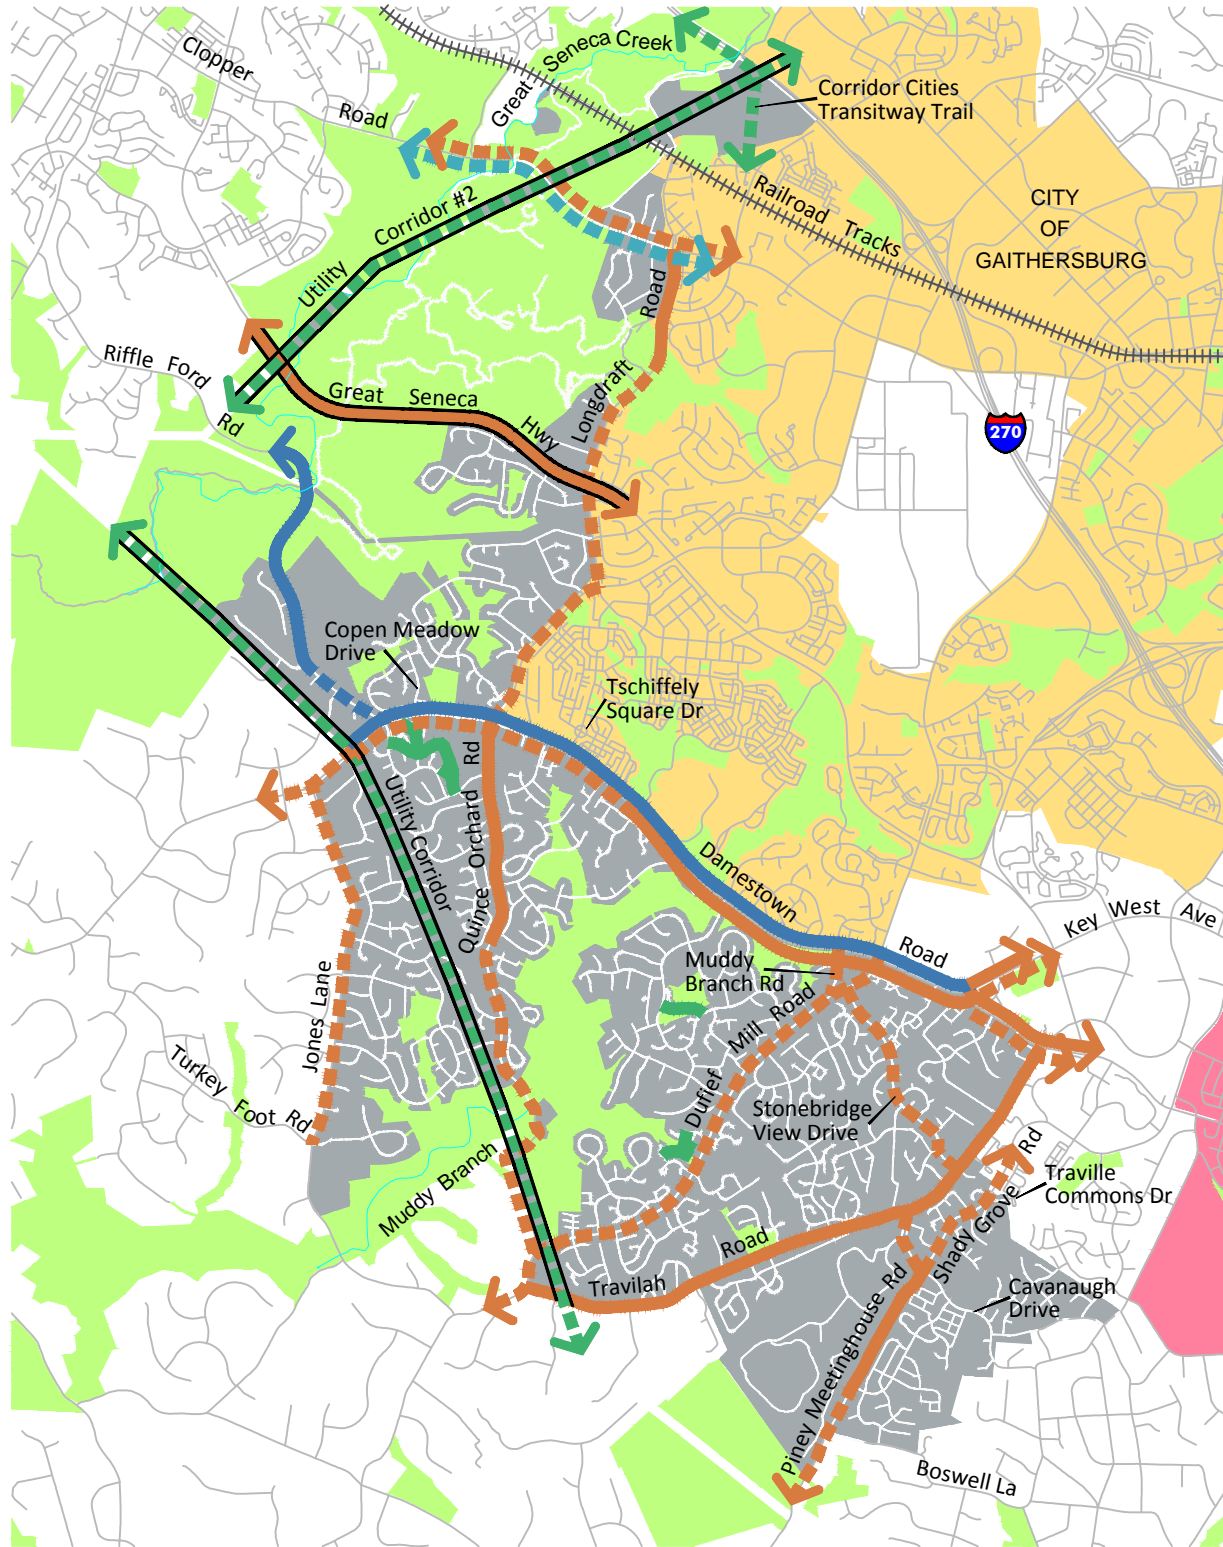 Clopper
Road
Great
Seneca Creek
Corridor Cities
Transitway Trail
Railroad Tracks
CITY
OF
GAITHERSBURG
Utility
Corridor #2
Road
Longdraft
Riffle Ford
Rd
Great Seneca
Hwy
270
Copen Meadow
Drive
Tschiffely
Square Dr
Rd
Orchard
Quince
Utility Corridor
Damestown
Road
Key West Ave
Muddy
Branch Rd
Mill Road
Dufief
Jones Lane
Turkey Foot Rd
Stonebridge
View Drive
Muddy Branch
Rd
Shady Grove
Traville
Commons Dr
Travilah
Road
Cavanaugh
Drive
Piney Meetinghouse Rd
Boswell La